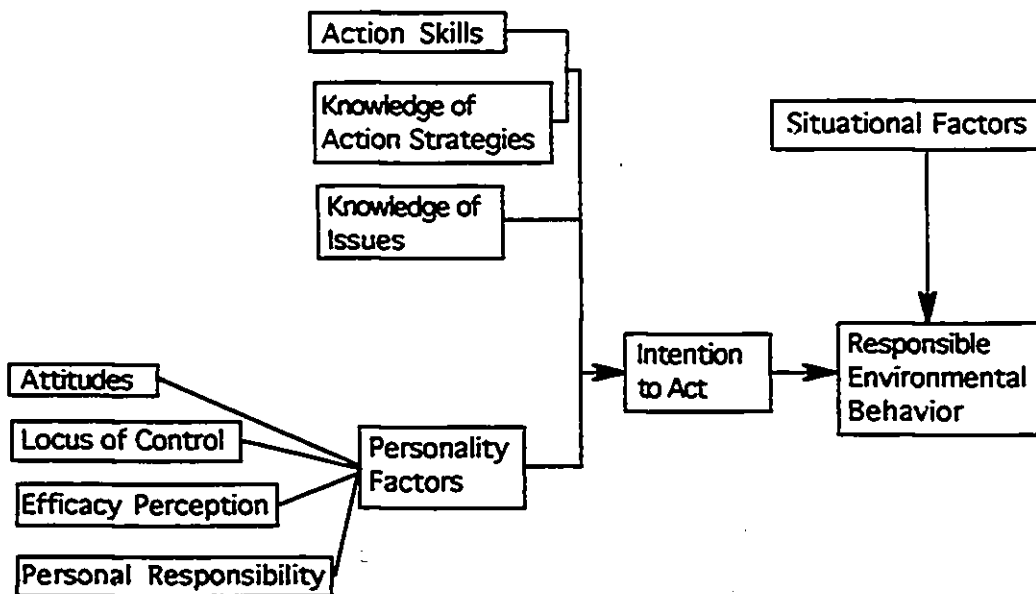 Action Skills
Knowledge of
Action Strategies
Knowledge of
Issues
Situational Factors
Attitudes
Locus of Control
Efficacy Perception
Personal Responsibility
Personality
Factors
Intention
to Act
Responsible
Environmental
Behavior